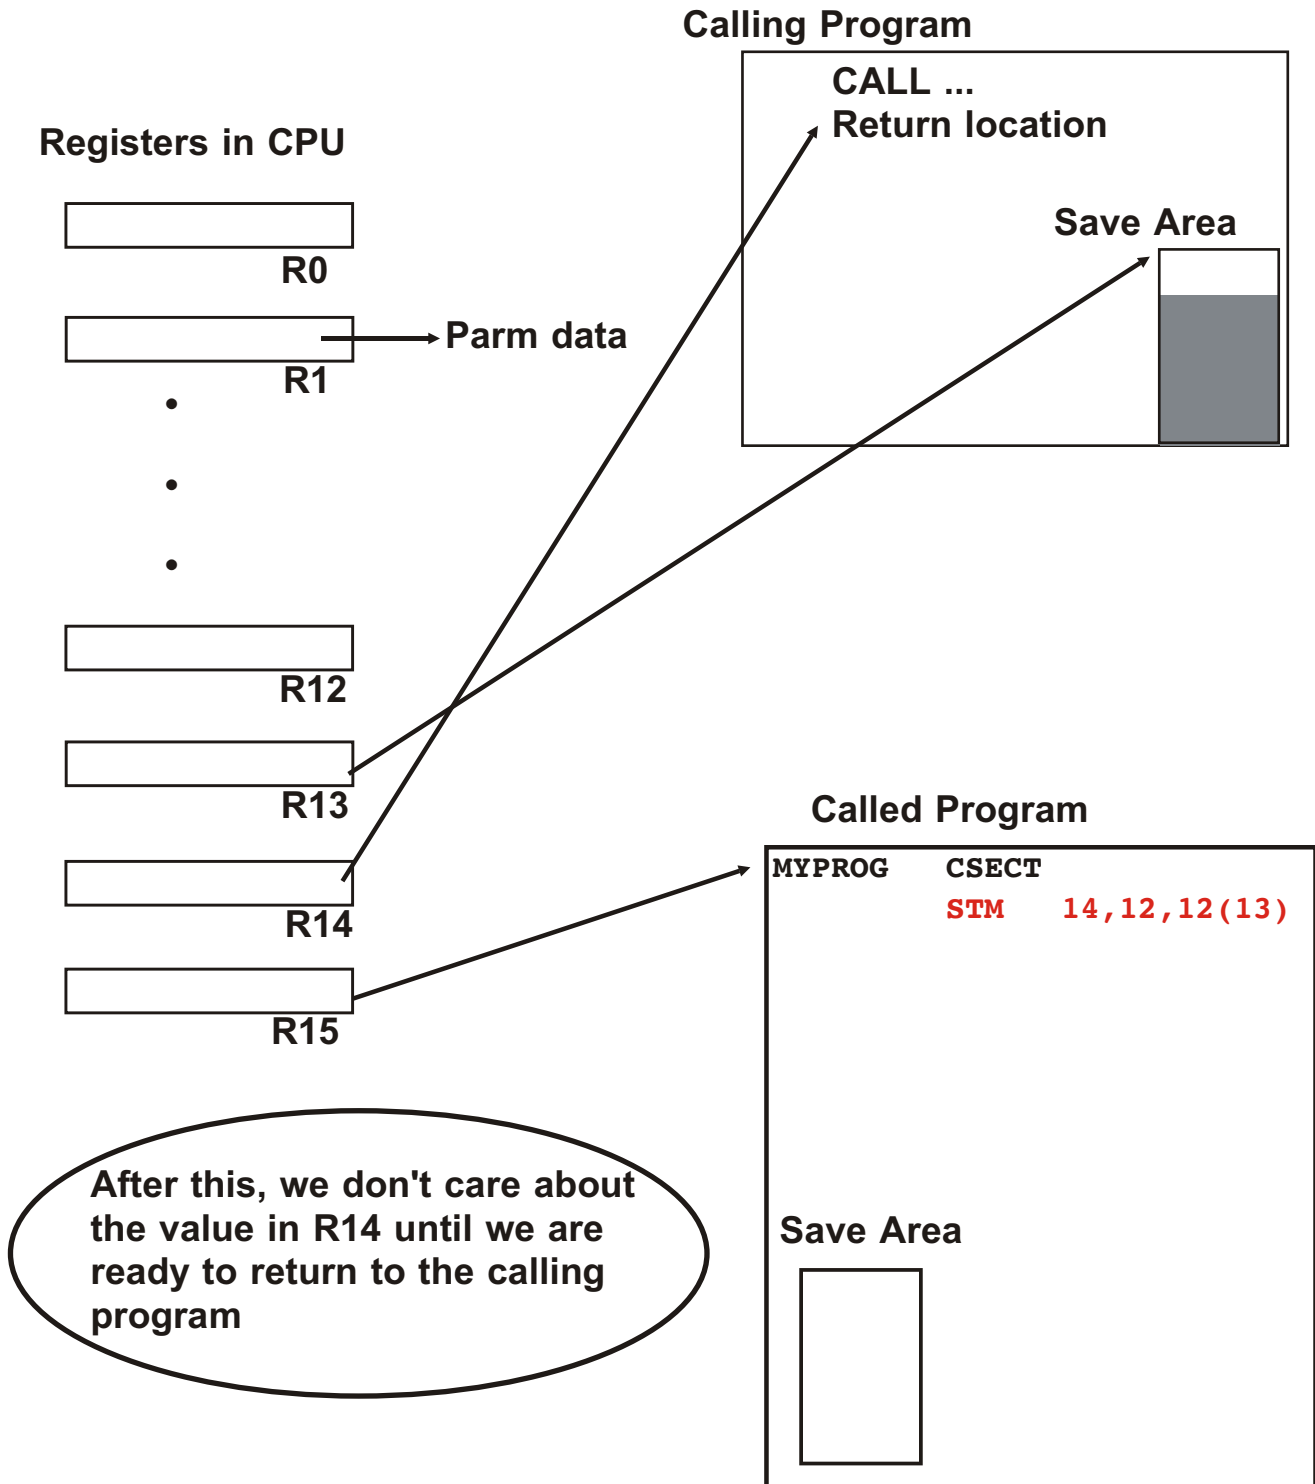 Calling Program
CALL ...
Return location
Registers in CPU
Save Area
R0
Parm data
R1
R12
R13
Called Program
MYPROG CSECT
STM 14,12,12(13)
R14
R15
After this, we don't care about
the value in R14 until we are
ready to return to the calling
program
Save Area